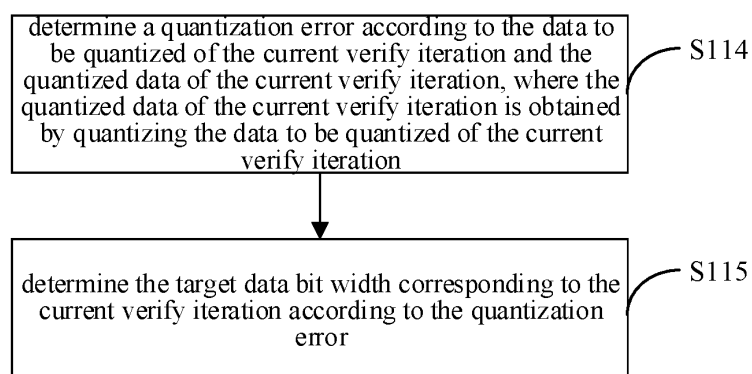 determine a quantization error according to the data to
be quantized of the current verify iteration and the
quantized data of the current verify iteration, where the
quantized data of the current verify iteration is obtained
by quantizing the data to be quantized of the current
verify iteration
S114
determine the target data bit width corresponding to the
current verify iteration according to the quantization
error
S115